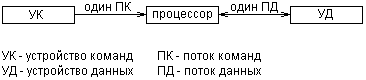 один ПК один ПД
УК процессор УД
УК - устройство команд ПК - поток команд
УД - устройство данных ПД - поток данных